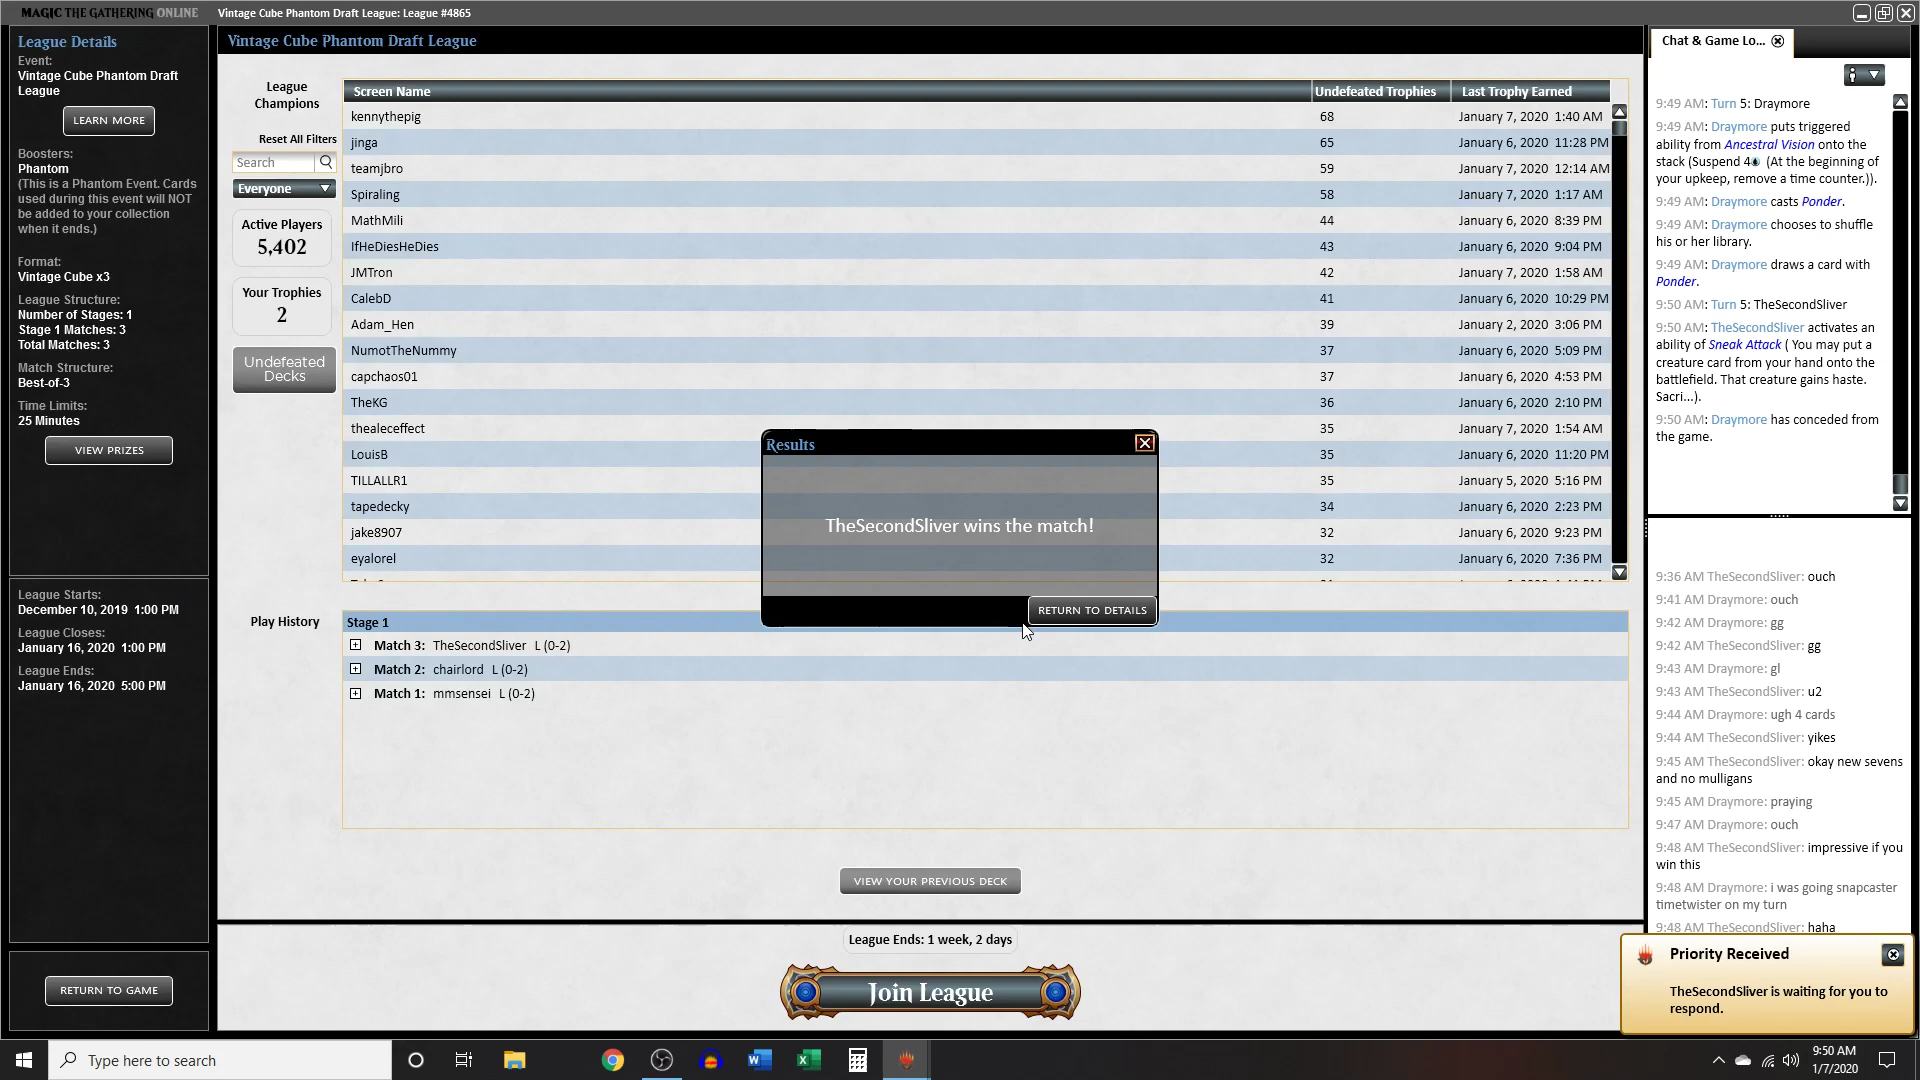 MAGIC THE GATHERING ONLINE
Vintage Cube Phantom Draft League: League #4865
League Details
Event:
Vintage Cube Phantom Draft
League
LEARN MORE
Boosters:
Phantom
(This is a Phantom Event. Cards
used during this event will NOT
be added to your collection
when it ends.)
Format:
Vintage Cube x3
League Structure:
Number of Stages: 1
Stage 1 Matches: 3
Total Matches: 3
Match Structure:
Best-of-3
Time Limits:
25 Minutes
VIEW PRIZES
League Starts:
December 10, 2019 1:00 PM
League Closes:
January 16, 2020 1:00 PM
League Ends:
January 16, 2020 5:00 PM
RETURN TO GAME
Vintage Cube Phantom Draft League
League
Champions
Reset All Filters
Search
Everyone
Active Players
5,402
Your Trophies
2
Undefeated
Decks
Screen Name Undefeated Trophies Last Trophy Earned
kennythepig 68 January 7, 2020 1:40 AM
jinga 65 January 6, 2020 11:28 PM
teamjbro 59 January 7, 2020 12:14 AM
Spiraling 58 January 7, 2020 1:17 AM
MathMili 44 January 6, 2020 8:39 PM
IfHeDiesHeDies 43 January 6, 2020 9:04 PM
JMTron 42 January 7, 2020 1:58 AM
CalebD 41 January 6, 2020 10:29 PM
Adam_Hen 39 January 2, 2020 3:06 PM
NumotTheNummy 37 January 6, 2020 5:09 PM
capchaos01 37 January 6, 2020 4:53 PM
TheKG 36 January 6, 2020 2:10 PM
thealeceffect 35 January 7, 2020 1:54 AM
LouisB 35 January 6, 2020 11:20 PM
TILLALLR1 35 January 5, 2020 5:16 PM
tapedecky 34 January 6, 2020 2:23 PM
jake8907 32 January 6, 2020 9:23 PM
eyalorel 32 January 6, 2020 7:36 PM
Results
TheSecondSliver wins the match!
RETURN TO DETAILS
Play History
Stage 1
Match 3: TheSecondSliver L (0-2)
Match 2: chairlord L (0-2)
Match 1: mmsensei L (0-2)
VIEW YOUR PREVIOUS DECK
League Ends: 1 week, 2 days
Join League
Chat & Game Lo...
9:49 AM: Turn 5: Draymore
9:49 AM: Draymore puts triggered
ability from Ancestral Vision onto the
stack (Suspend 4 (At the beginning of
your upkeep, remove a time counter.)).
9:49 AM: Draymore casts Ponder.
9:49 AM: Draymore chooses to shuffle
his or her library.
9:49 AM: Draymore draws a card with
Ponder.
9:50 AM: Turn 5: TheSecondSliver
9:50 AM: TheSecondSliver activates an
ability of Sneak Attack ( You may put a
creature card from your hand onto the
battlefield. That creature gains haste.
Sacri...).
9:50 AM: Draymore has conceded from
the game.
9:36 AM TheSecondSliver: ouch
9:41 AM Draymore: ouch
9:42 AM Draymore: gg
9:42 AM TheSecondSliver: gg
9:43 AM Draymore: gl
9:43 AM TheSecondSliver: u2
9:44 AM Draymore: ugh 4 cards
9:44 AM TheSecondSliver: yikes
9:45 AM TheSecondSliver: okay new sevens
and no mulligans
9:45 AM Draymore: praying
9:47 AM Draymore: ouch
9:48 AM TheSecondSliver: impressive if you
win this
9:48 AM Draymore: i was going snapcaster
timetwister on my turn
9:48 AM TheSecondSliver: haha
Priority Received
TheSecondSliver is waiting for you to
respond.
Type here to search
9:50 AM
1/7/2020